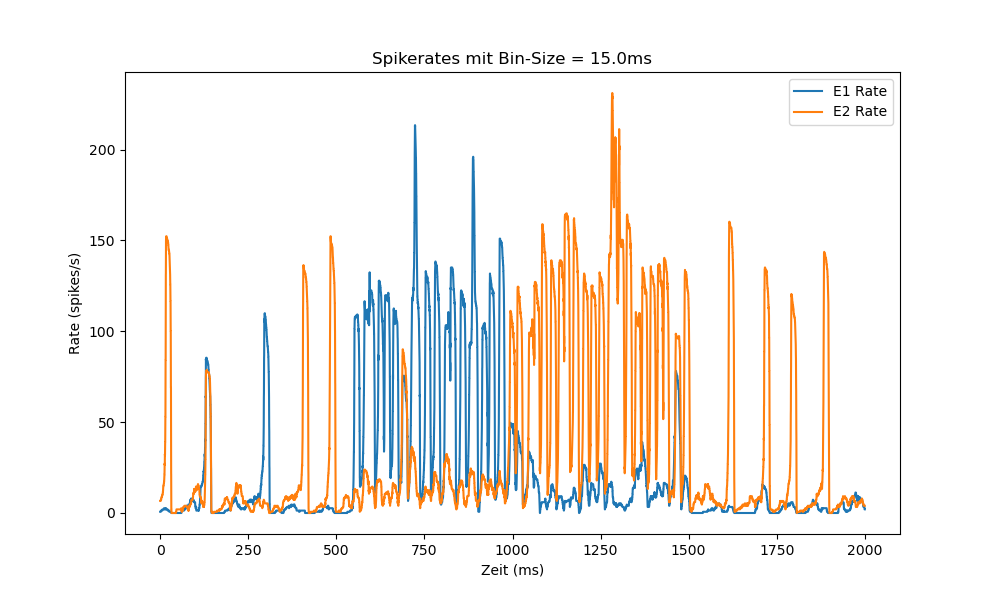 Spikerates mit Bin-Size = 15.0ms
E1 Rate
E2 Rate
200
150
100
50
0
Rate (spikes/s)
0 250 500 750 1000 1250 1500 1750 2000
Zeit (ms)